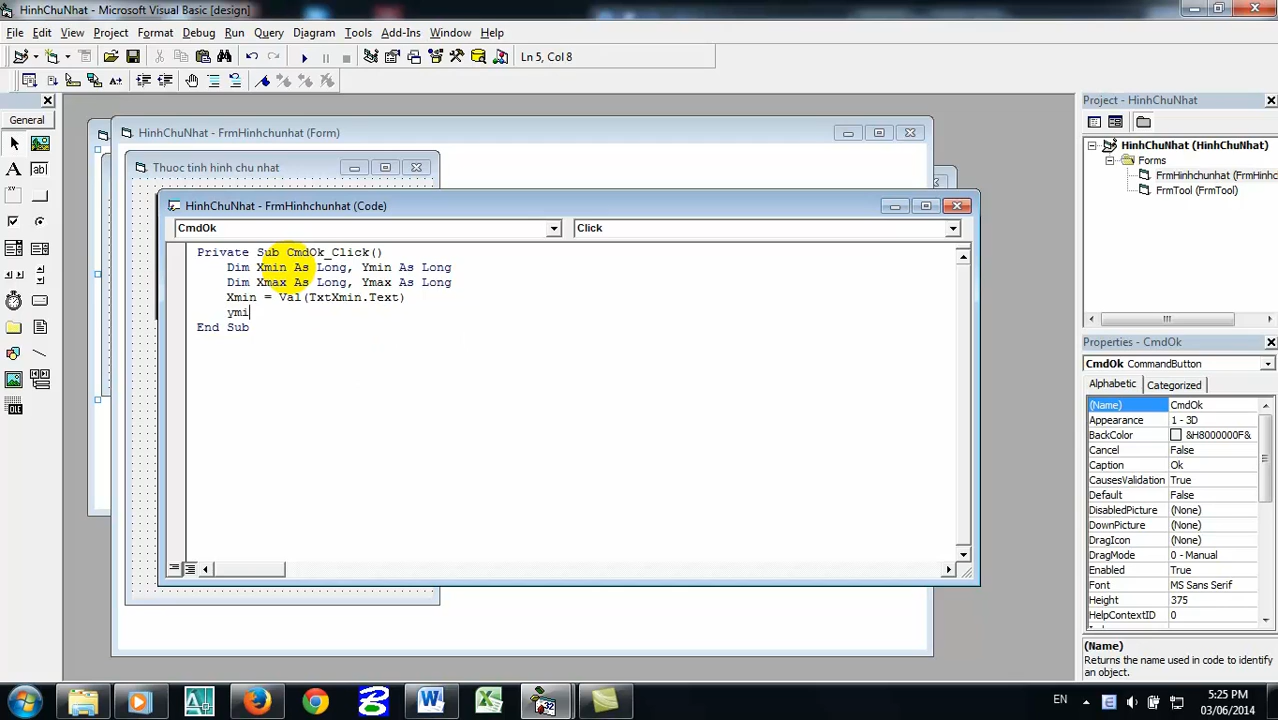 HinhChuNhat - Microsoft Visual Basic [design]
File Edit View Project Format Debug Run Query Diagram Tools Add-Ins Window Help
Ln 5, Col 8
General
HinhChuNhat - FrmHinhchunhat (Form)
Thuoc tinh hinh chu nhat
HinhChuNhat - FrmHinhchunhat (Code)
CmdOk
Click
Private Sub CmdOk_Click()
Dim Xmin As Long, Ymin As Long
Dim Xmax As Long, Ymax As Long
Xmin = Val(TxtXmin.Text)
ymi
End Sub
Project - HinhChuNhat
HinhChuNhat (HinhChuNhat)
Forms
FrmHinhchunhat (FrmHinhc
FrmTool (FrmTool)
Properties - CmdOk
CmdOk CommandButton
Alphabetic Categorized
(Name) CmdOk
Appearance 1 - 3D
BackColor &H8000000F&
Cancel False
Caption Ok
CausesValidation True
Default False
DisabledPicture (None)
DownPicture (None)
DragIcon (None)
DragMode 0 - Manual
Enabled True
Font MS Sans Serif
Height 375
HelpContextID 0
(Name)
Returns the name used in code to identify
an object.
EN
5:25 PM
03/06/2014